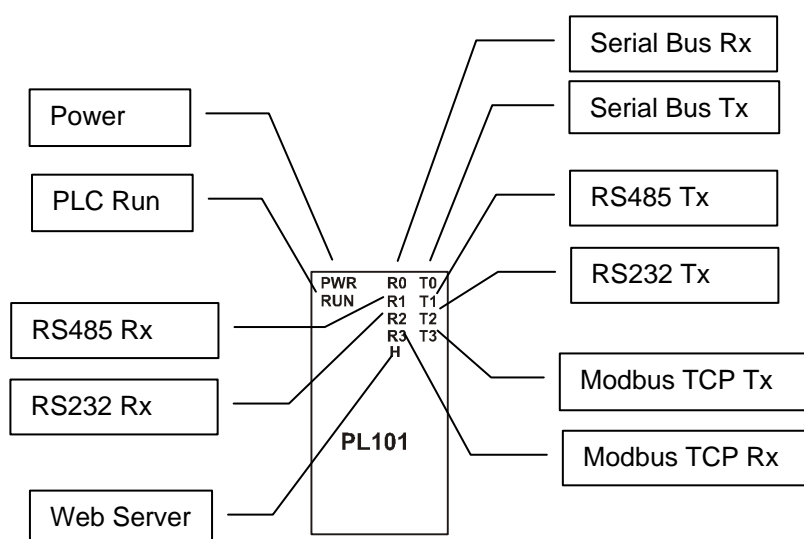 Serial Bus Rx
Power
Serial Bus Tx
PLC Run
RS485 Tx
RS232 Tx
PWR R0 T0
RUN R1 T1
R2 T2
R3 T3
H
RS485 Rx
RS232 Rx
Modbus TCP Tx
PL101
Modbus TCP Rx
Web Server